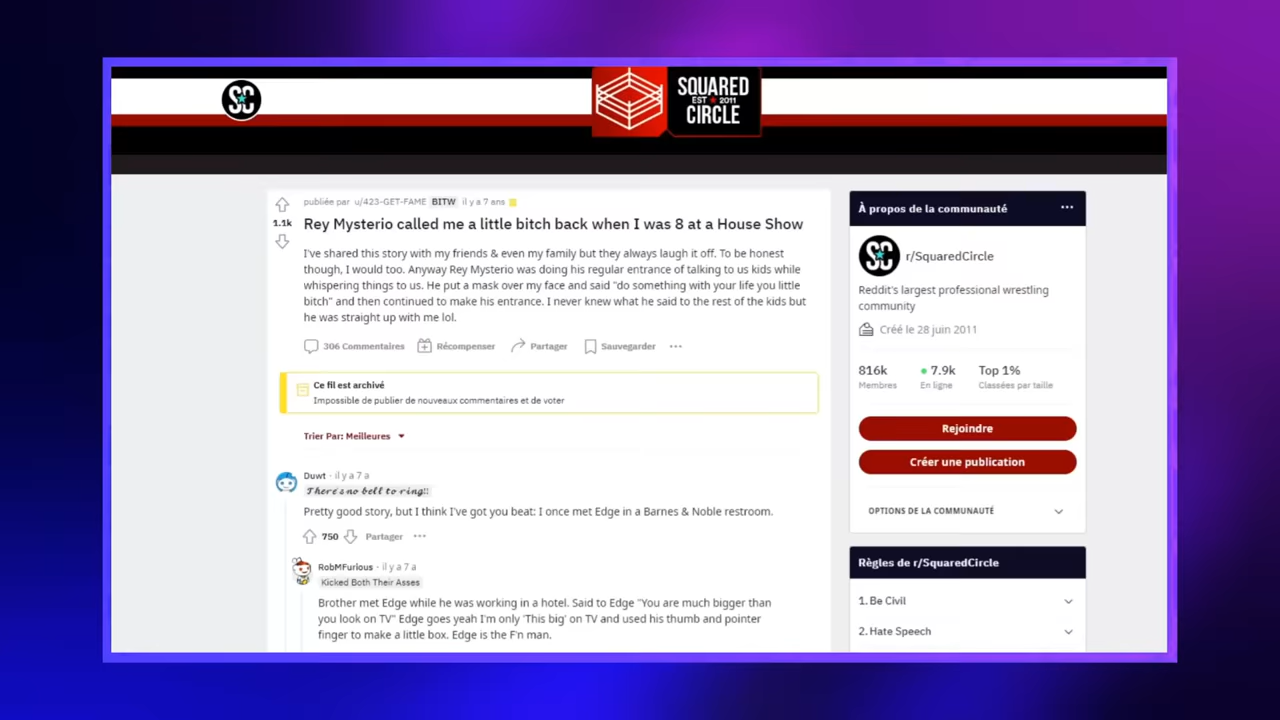 SC
SQUARED
EST ★ 2011
CIRCLE
publiée par u/423-GET-FAME BITW il y a 7 ans
1.1k
Rey Mysterio called me a little bitch back when I was 8 at a House Show
I've shared this story with my friends & even my family but they always laugh it off. To be honest
though, I would too. Anyway Rey Mysterio was doing his regular entrance of talking to us kids while
whispering things to us. He put a mask over my face and said "do something with your life you little
bitch" and then continued to make his entrance. I never knew what he said to the rest of the kids but
he was straight up with me lol.
306 Commentaires Récompenser Partager Sauvegarder ...
Ce fil est archivé
Impossible de publier de nouveaux commentaires et de voter
Trier Par: Meilleures
Duwt · il y a 7 a
There's no bell to ring!!
Pretty good story, but I think I've got you beat: I once met Edge in a Barnes & Noble restroom.
750 Partager ...
RobMFurious · il y a 7 a
Kicked Both Their Asses
Brother met Edge while he was working in a hotel. Said to Edge "You are much bigger than
you look on TV" Edge goes yeah I'm only 'This big' on TV and used his thumb and pointer
finger to make a little box. Edge is the F'n man.
À propos de la communauté ...
SC
r/SquaredCircle
Reddit's largest professional wrestling
community
Créé le 28 juin 2011
816k 7.9k Top 1%
Membres En ligne Classées par taille
Rejoindre
Créer une publication
OPTIONS DE LA COMMUNAUTÉ
Règles de r/SquaredCircle
1. Be Civil
2. Hate Speech